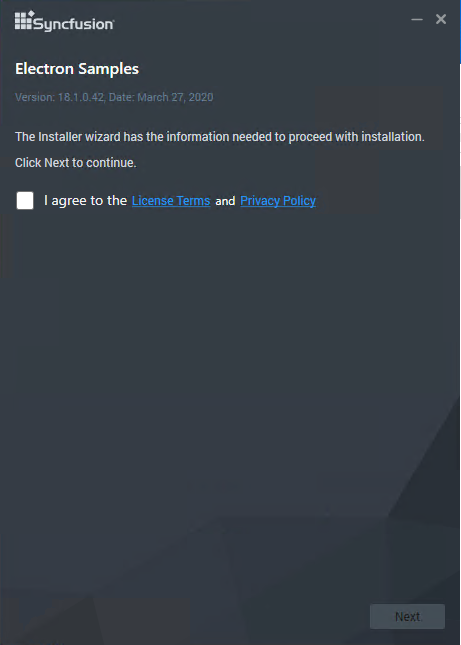 Syncfusion
Electron Samples
Version: 18.1.0.42, Date: March 27, 2020
The Installer wizard has the information needed to proceed with installation.
Click Next to continue.
I agree to the License Terms and Privacy Policy
Next